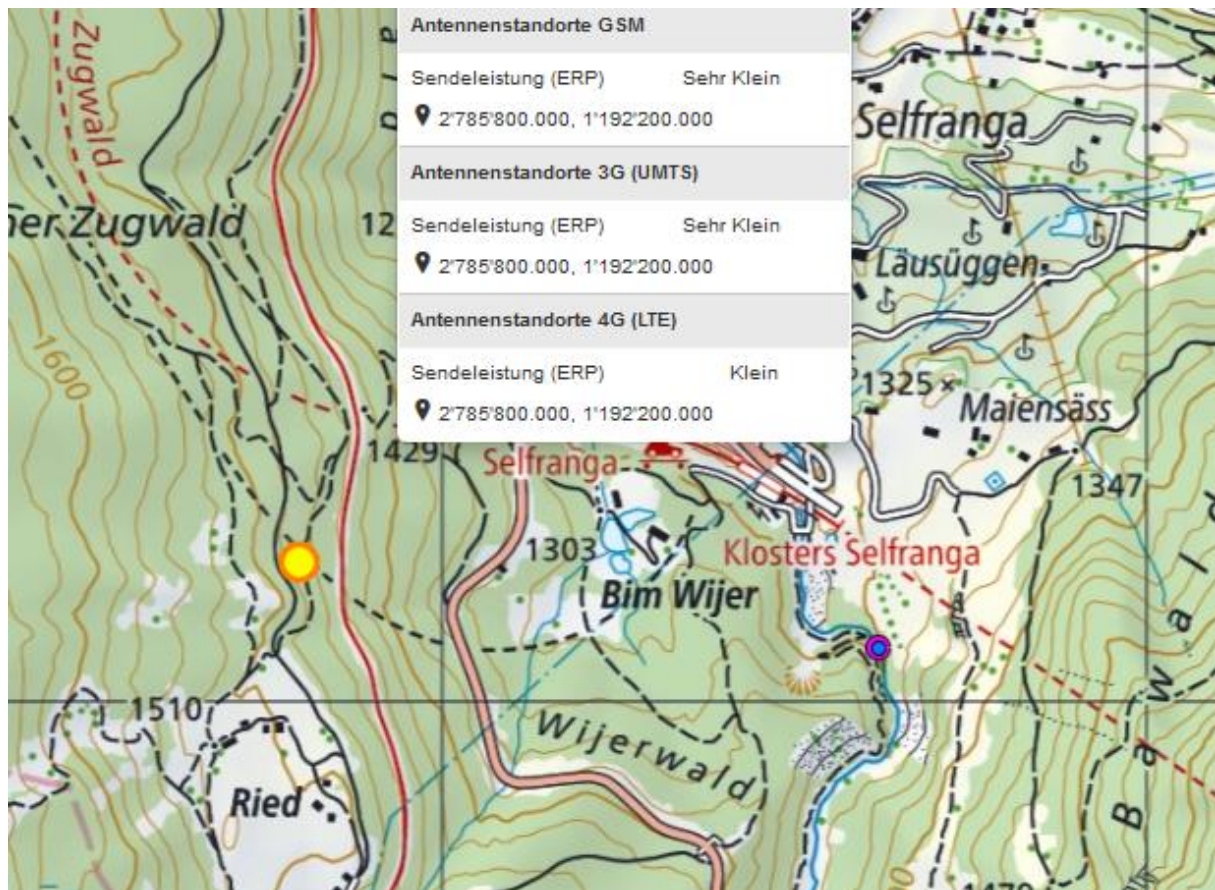 Antennenstandorte GSM
Sendeleistung (ERP) Sehr Klein
2'785'800.000, 1'192'200.000
Antennenstandorte 3G (UMTS)
Sendeleistung (ERP) Sehr Klein
2'785'800.000, 1'192'200.000
Antennenstandorte 4G (LTE)
Sendeleistung (ERP) Klein
2'785'800.000, 1'192'200.000
Zugwald
Selfranga
er Zugwald
12
Läusüggen
1600
1325
Maiensäss
1429
Selfranga
1347
1303
Klosters Selfranga
Bim Wijer
1510
Wijerwald
Ried
Bawald